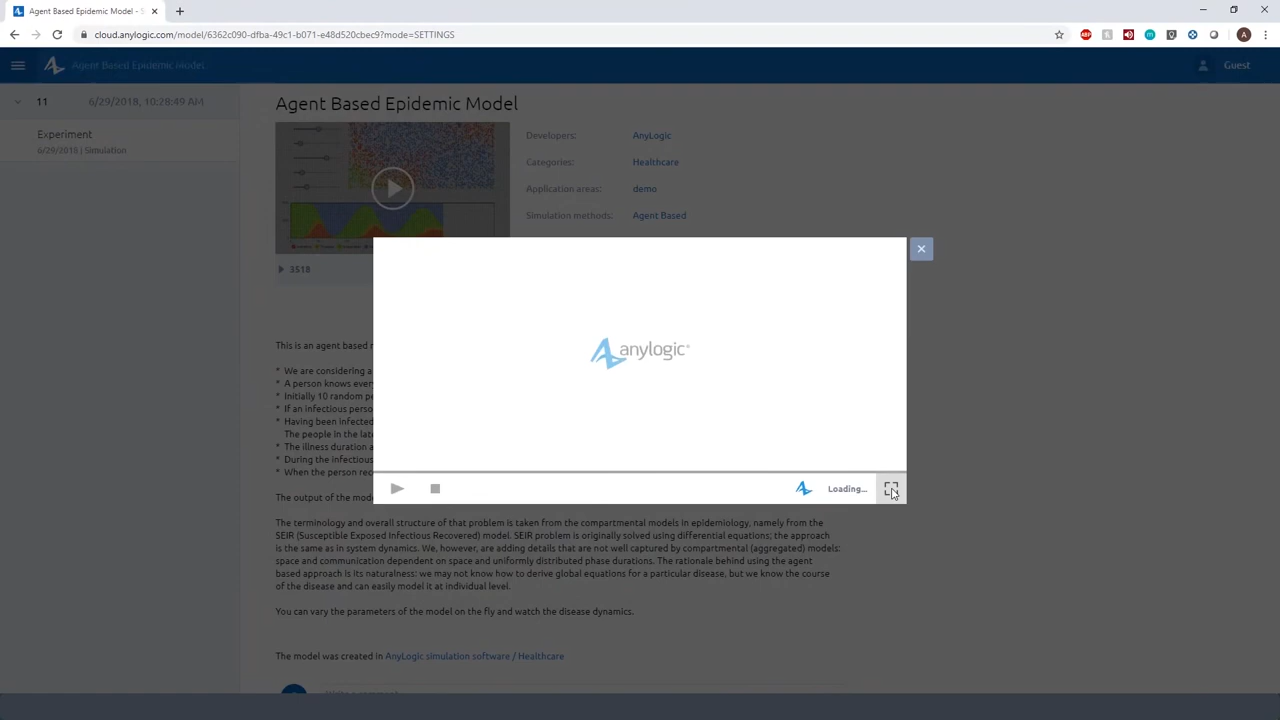 Agent Based Epidemic Model - S
cloud.anylogic.com/model/6362c090-dfba-49c1-b071-e48d520cbec9?mode=SETTINGS
ABP
A
Agent Based Epidemic Model
Guest
11 6/29/2018, 10:28:49 AM
Experiment
6/29/2018 | Simulation
Agent Based Epidemic Model
Developers: AnyLogic
Categories: Healthcare
Application areas: demo
Simulation methods: Agent Based
3518
anylogic®
Loading...
This is an agent based
* We are considering a
* A person knows every
* Initially 10 random
* If an infectious
* Having been infected
The people in the
* The illness duration
* During the infectious
* When the person
The output of the
The terminology and overall structure of that problem is taken from the compartmental models in epidemiology, namely from the
SEIR (Susceptible Exposed Infectious Recovered) model. SEIR problem is originally solved using differential equations; the approach
is the same as in system dynamics. We, however, are adding details that are not well captured by compartmental (aggregated) models:
space and communication dependent on space and uniformly distributed phase durations. The rationale behind using the agent
based approach is its naturalness: we may not know how to derive global equations for a particular disease, but we know the course
of the disease and can easily model it at individual level.
You can vary the parameters of the model on the fly and watch the disease dynamics.
The model was created in AnyLogic simulation software / Healthcare
Write a comment